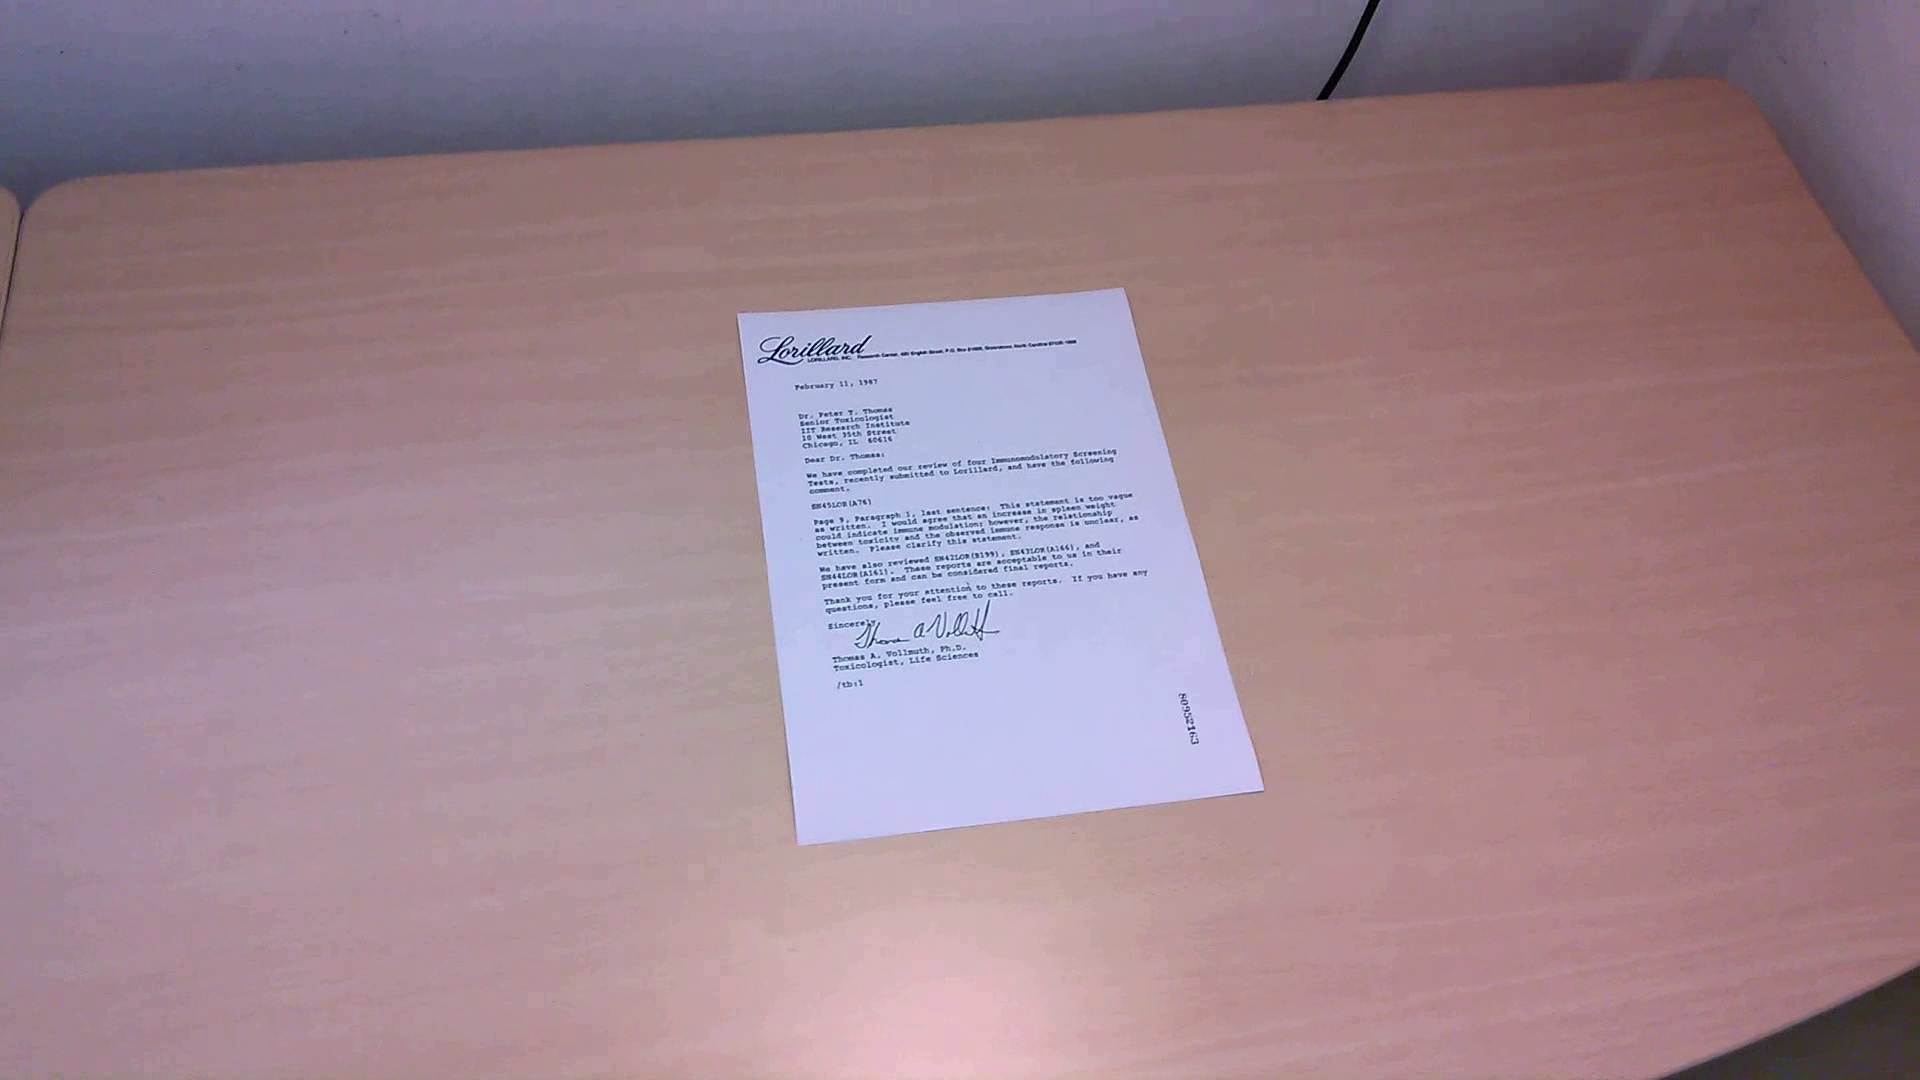 Lorillard
LORILLARD, INC. Research Center, 420 English Street, P.O. Box 21688, Greensboro, North Carolina 27420-1688
February 11, 1987
Dr. Peter T. Thomas
Senior Toxicologist
IIT Research Institute
10 West 35th Street
Chicago, IL 60616
Dear Dr. Thomas:
We have completed our review of four Immunomodulatory Screening
Tests, recently submitted to Lorillard, and have the following
comment.
SN45LOR(A76)
Page 9, Paragraph 1, last sentence: This statement is too vague
as written. I would agree that an increase in spleen weight
could indicate immune modulation; however, the relationship
between toxicity and the observed immune response is unclear, as
written. Please clarify this statement.
We have also reviewed SN42LOR(B199), SN43LOR(A166), and
SN44LOR(A161). These reports are acceptable to us in their
present form and can be considered final reports.
Thank you for your attention to these reports. If you have any
questions, please feel free to call.
Sincerely,
Thomas A Vollmuth
Thomas A. Vollmuth, Ph.D.
Toxicologist, Life Sciences
/tb:1
80952163